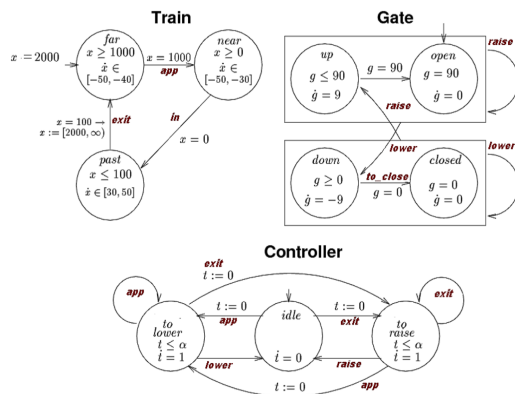 Train
x := 2000
far
x ≥ 1000
ẋ ∈
[-50, -40]
x = 1000
app
near
x ≥ 0
ẋ ∈
[-50, -30]
x = 100 →
x := [2000, ∞)
exit
in
x = 0
past
x ≤ 100
ẋ ∈ [30, 50]
Gate
up
g ≤ 90
ġ = 9
g = 90
open
g = 90
ġ = 0
raise
raise
lower
lower
down
g ≥ 0
ġ = −9
to_close
g = 0
closed
g = 0
ġ = 0
Controller
exit
t := 0
app
to
lower
t ≤ α
ṫ = 1
t := 0
app
idle
ṫ = 0
t := 0
exit
to
raise
t ≤ α
ṫ = 1
exit
lower
raise
t := 0
app